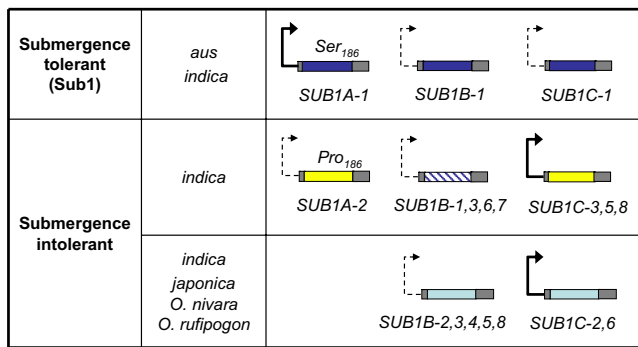 Submergence
tolerant
(Sub1)
aus
indica
Ser186
SUB1A-1
SUB1B-1
SUB1C-1
Submergence
intolerant
indica
Pro186
SUB1A-2
SUB1B-1,3,6,7
SUB1C-3,5,8
indica
japonica
O. nivara
O. rufipogon
SUB1B-2,3,4,5,8
SUB1C-2,6